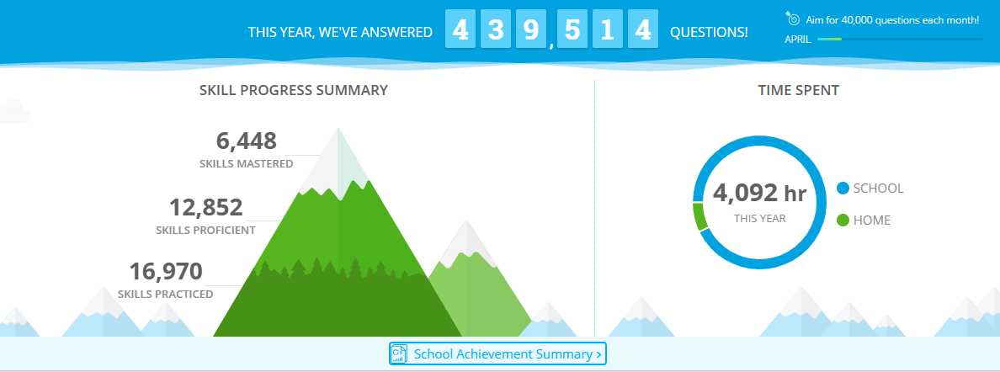 THIS YEAR, WE'VE ANSWERED 439,514 QUESTIONS!
Aim for 40,000 questions each month!
APRIL
SKILL PROGRESS SUMMARY
6,448
SKILLS MASTERED
12,852
SKILLS PROFICIENT
16,970
SKILLS PRACTICED
TIME SPENT
4,092 hr
THIS YEAR
SCHOOL
HOME
School Achievement Summary >